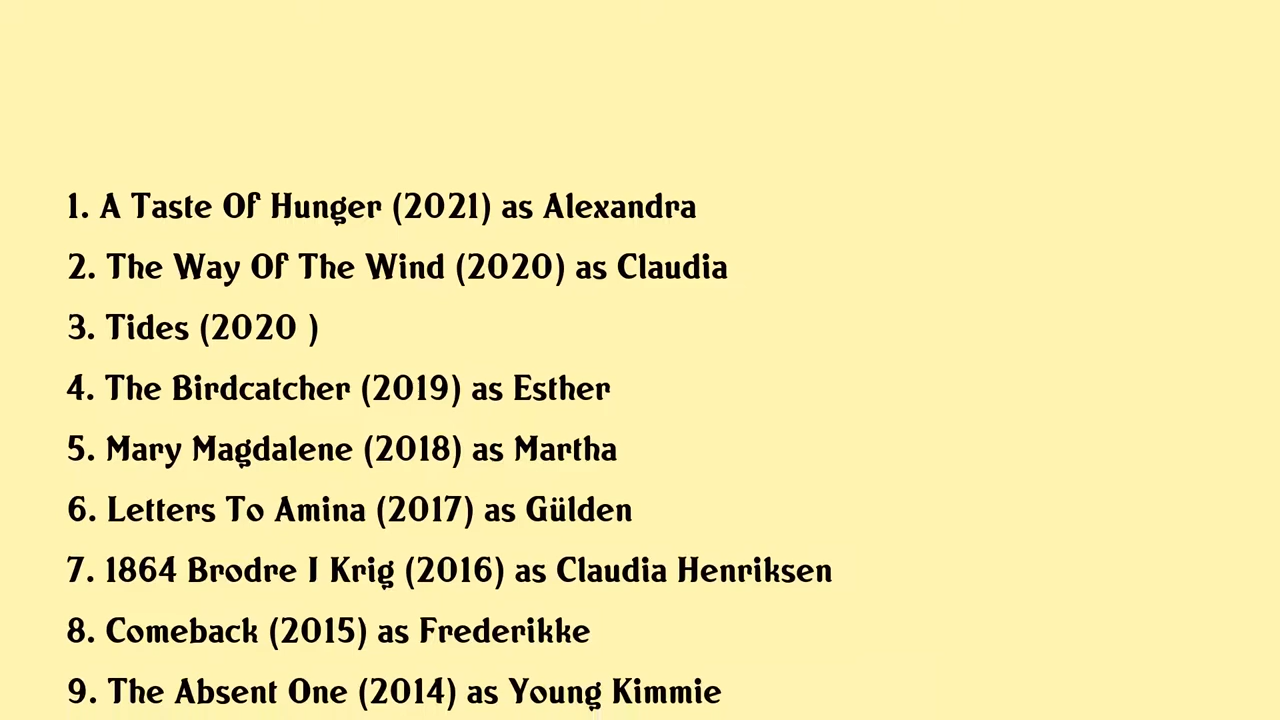 1. A Taste Of Hunger (2021) as Alexandra
2. The Way Of The Wind (2020) as Claudia
3. Tides (2020 )
4. The Birdcatcher (2019) as Esther
5. Mary Magdalene (2018) as Martha
6. Letters To Amina (2017) as Gülden
7. 1864 Brodre I Krig (2016) as Claudia Henriksen
8. Comeback (2015) as Frederikke
9. The Absent One (2014) as Young Kimmie